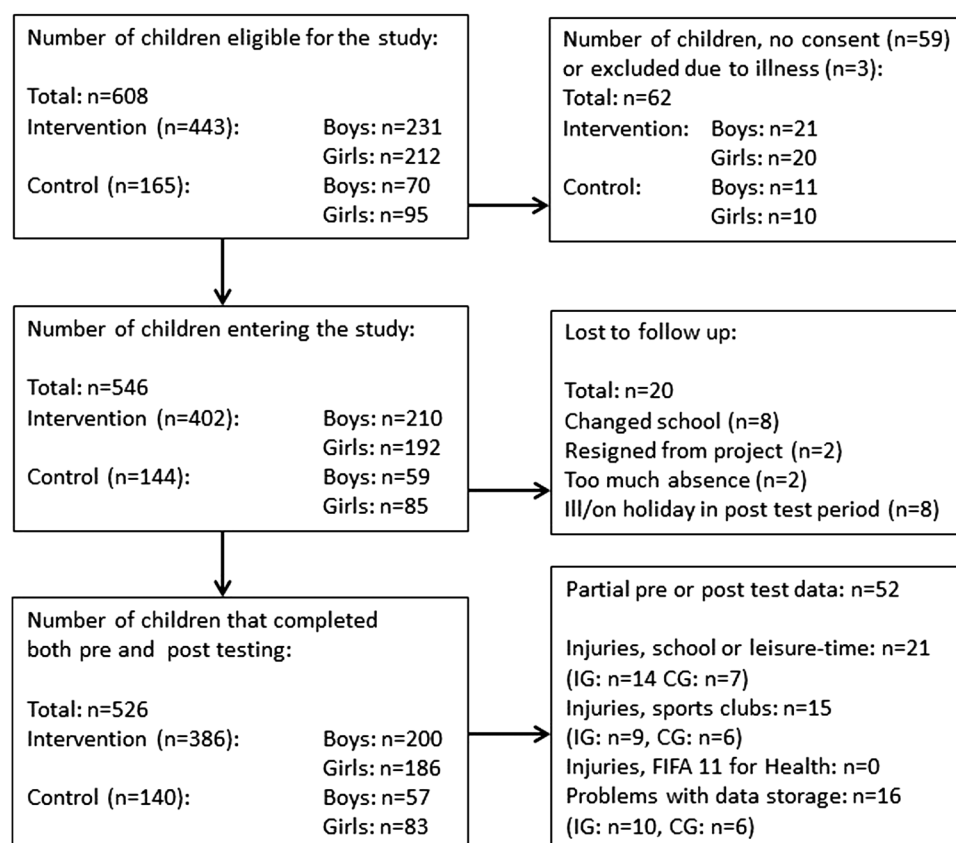 Number of children eligible for the study:
Total: n=608
Intervention (n=443): Boys: n=231
Girls: n=212
Control (n=165): Boys: n=70
Girls: n=95
Number of children, no consent (n=59)
or excluded due to illness (n=3):
Total: n=62
Intervention: Boys: n=21
Girls: n=20
Control: Boys: n=11
Girls: n=10
Number of children entering the study:
Total: n=546
Intervention (n=402): Boys: n=210
Girls: n=192
Control (n=144): Boys: n=59
Girls: n=85
Lost to follow up:
Total: n=20
Changed school (n=8)
Resigned from project (n=2)
Too much absence (n=2)
Ill/on holiday in post test period (n=8)
Number of children that completed
both pre and post testing:
Total: n=526
Intervention (n=386): Boys: n=200
Girls: n=186
Control (n=140): Boys: n=57
Girls: n=83
Partial pre or post test data: n=52
Injuries, school or leisure-time: n=21
(IG: n=14 CG: n=7)
Injuries, sports clubs: n=15
(IG: n=9, CG: n=6)
Injuries, FIFA 11 for Health: n=0
Problems with data storage: n=16
(IG: n=10, CG: n=6)